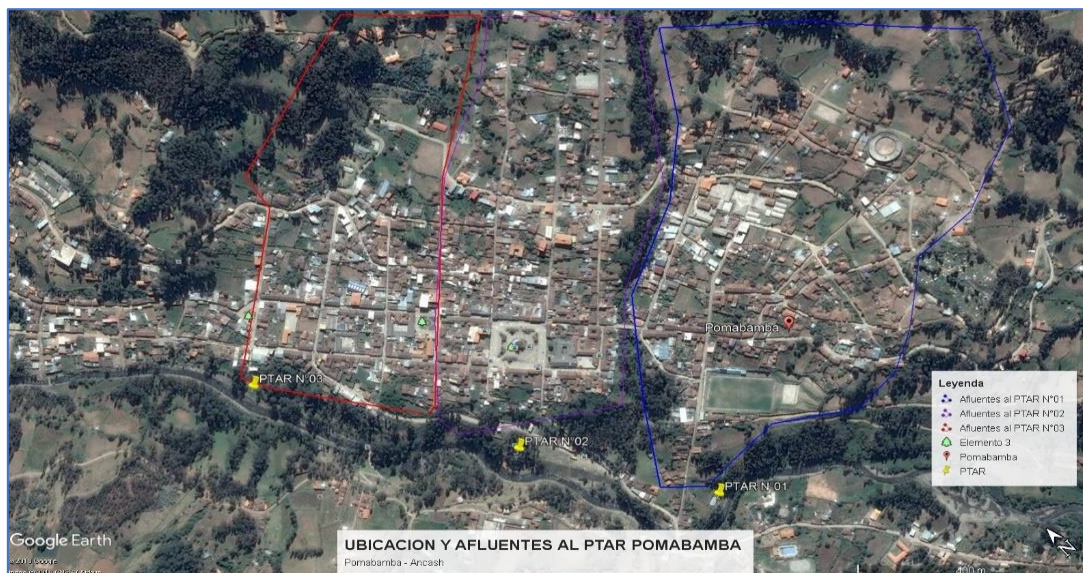 Pomabamba
PTAR N°03
PTAR N°02
PTAR N°01
Leyenda
Afluentes al PTAR N°01
Afluentes al PTAR N°02
Afluentes al PTAR N°03
Elemento 3
Pomabamba
PTAR
Google Earth
UBICACION Y AFLUENTES AL PTAR POMABAMBA
Pomabamba - Ancash
N
400 m